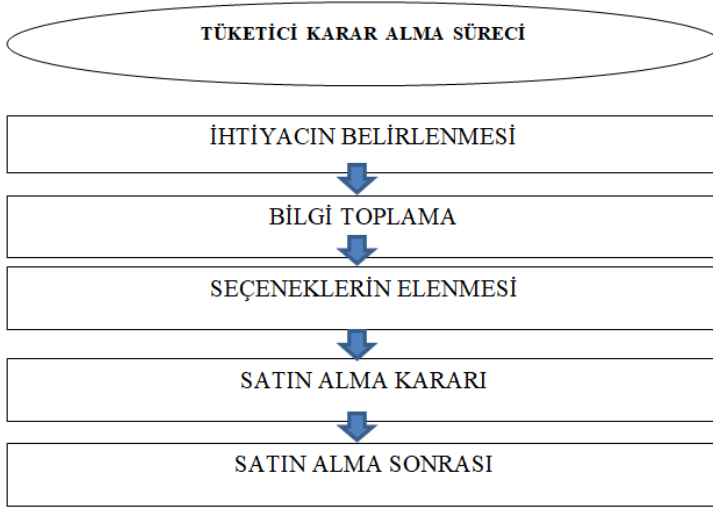 TÜKETİCİ KARAR ALMA SÜRECİ
İHTİYACIN BELİRLENMESİ
BİLGİ TOPLAMA
SEÇENEKLERİN ELENMESİ
SATIN ALMA KARARI
SATIN ALMA SONRASI